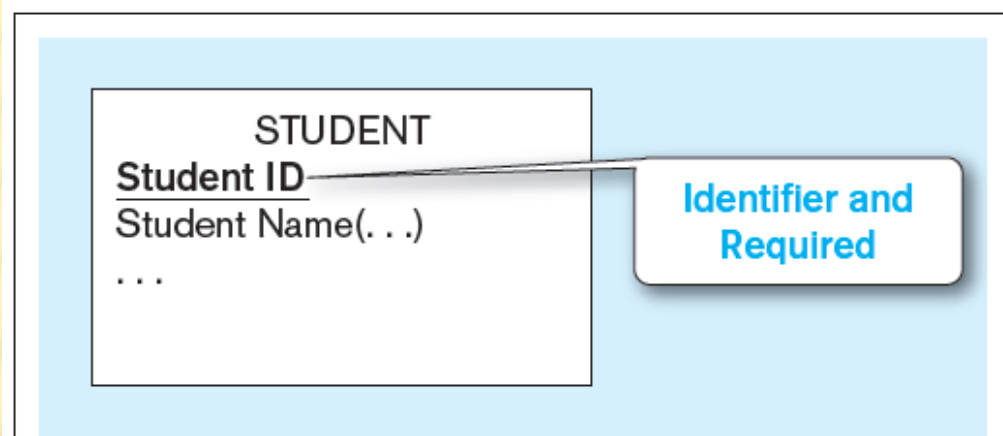 STUDENT
Student ID
Student Name(. . .)
. . .
Identifier and
Required